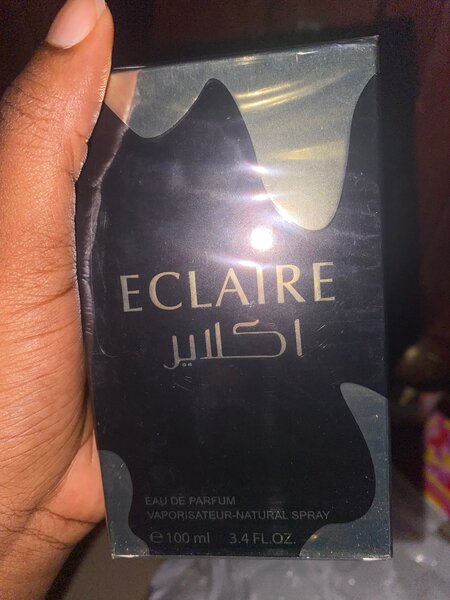 ECLAIRE
اكلاير
EAU DE PARFUM
VAPORISATEUR-NATURAL SPRAY
℮ 100 ml 3.4 FL.OZ.